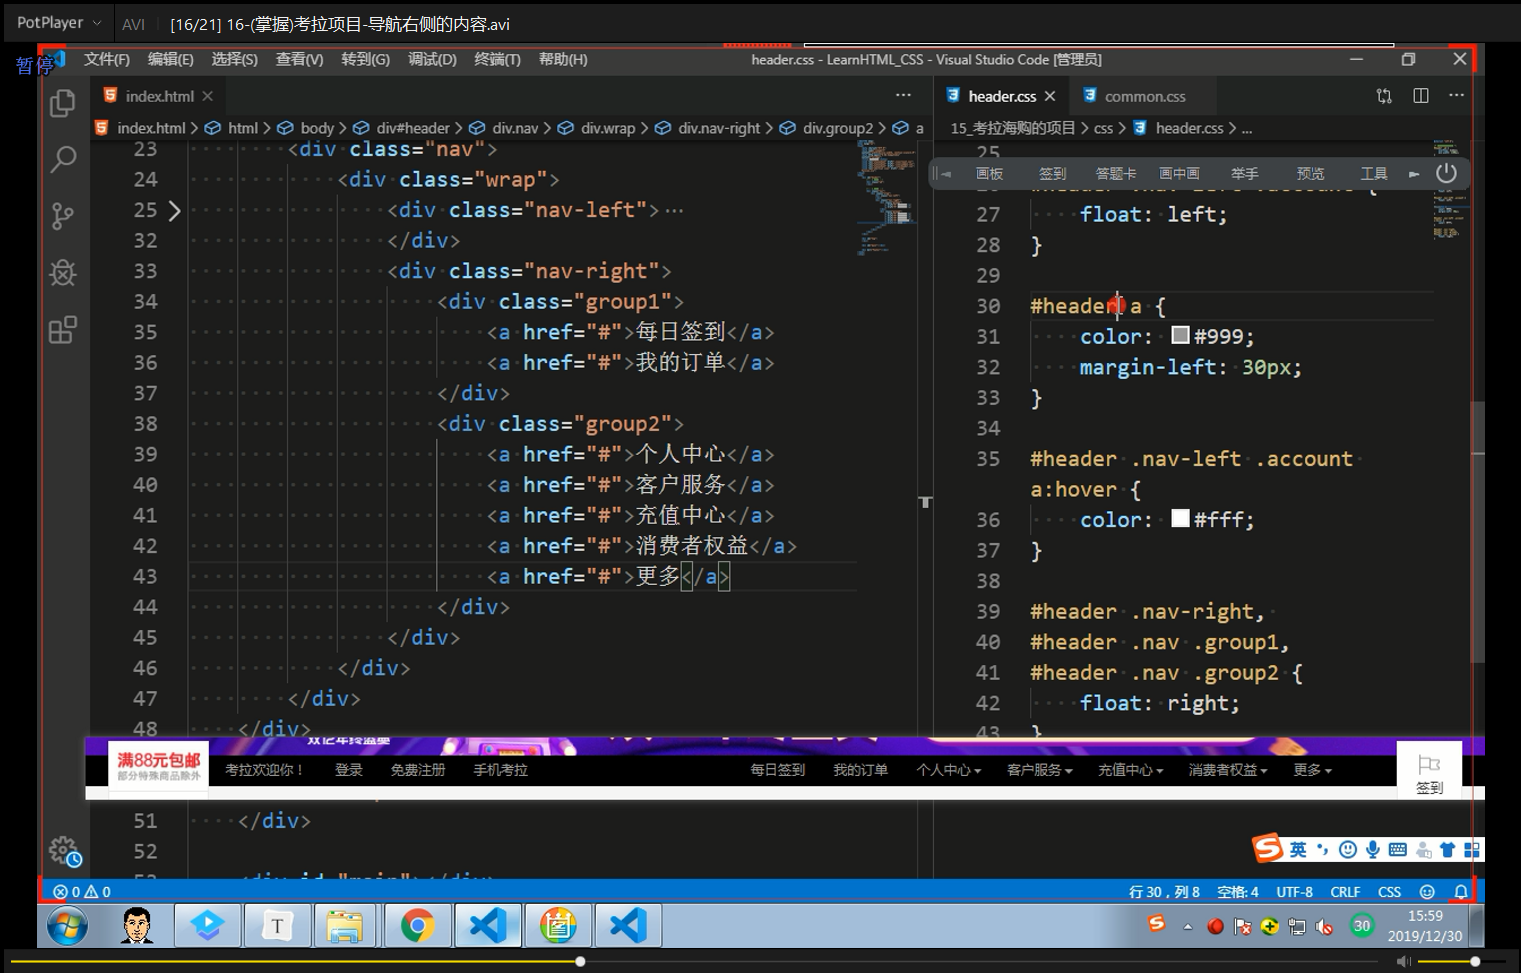 PotPlayer AVI [16/21] 16-(掌握)考拉项目-导航右侧的内容.avi
暂停
文件(F) 编辑(E) 选择(S) 查看(V) 转到(G) 调试(D) 终端(T) 帮助(H) header.css - LearnHTML_CSS - Visual Studio Code [管理员]
index.html
index.html > html > body > div#header > div.nav > div.wrap > div.nav-right > div.group2 > a
23 <div class="nav">
24 <div class="wrap">
25 <div class="nav-left">…
32 </div>
33 <div class="nav-right">
34 <div class="group1">
35 <a href="#">每日签到</a>
36 <a href="#">我的订单</a>
37 </div>
38 <div class="group2">
39 <a href="#">个人中心</a>
40 <a href="#">客户服务</a>
41 <a href="#">充值中心</a>
42 <a href="#">消费者权益</a>
43 <a href="#">更多</a>
44 </div>
45 </div>
46 </div>
47 </div>
48 </div>
51 </div>
52
header.css common.css
15_考拉海购的项目 > css > header.css > ...
25
画板 签到 答题卡 画中画 举手 预览 工具
27 float: left;
28 }
29
30 #header a {
31 color: #999;
32 margin-left: 30px;
33 }
34
35 #header .nav-left .account
a:hover {
36 color: #fff;
37 }
38
39 #header .nav-right,
40 #header .nav .group1,
41 #header .nav .group2 {
42 float: right;
43 }
满88元包邮
部分特殊商品除外
考拉欢迎你！ 登录 免费注册 手机考拉 每日签到 我的订单 个人中心 客户服务 充值中心 消费者权益 更多
签到
英
0 0 行 30，列 8 空格: 4 UTF-8 CRLF CSS
T
30
15:59
2019/12/30